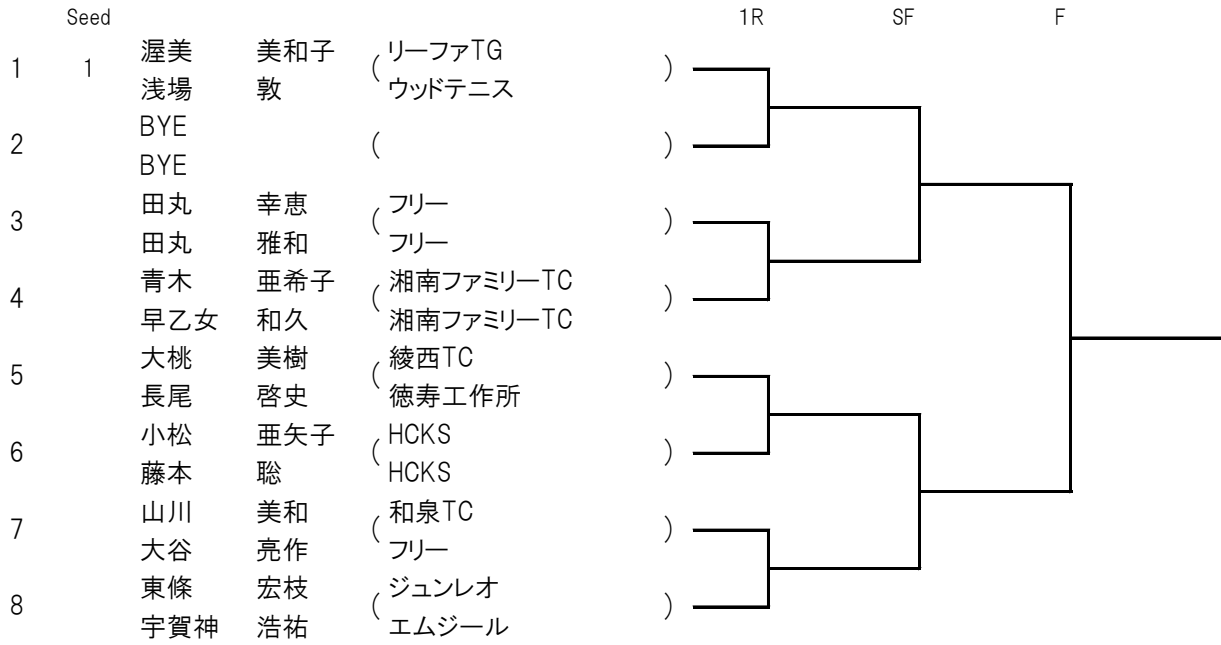 Seed 1R SF F
渥美 美和子 リーファTG
1 1 ( )
浅場 敦 ウッドテニス
BYE
2 ( )
BYE
田丸 幸恵 フリー
3 ( )
田丸 雅和 フリー
青木 亜希子 湘南ファミリーTC
4 ( )
早乙女 和久 湘南ファミリーTC
大桃 美樹 綾西TC
5 ( )
長尾 啓史 徳寿工作所
小松 亜矢子 HCKS
6 ( )
藤本 聡 HCKS
山川 美和 和泉TC
7 ( )
大谷 亮作 フリー
東條 宏枝 ジュンレオ
8 ( )
宇賀神 浩祐 エムジール